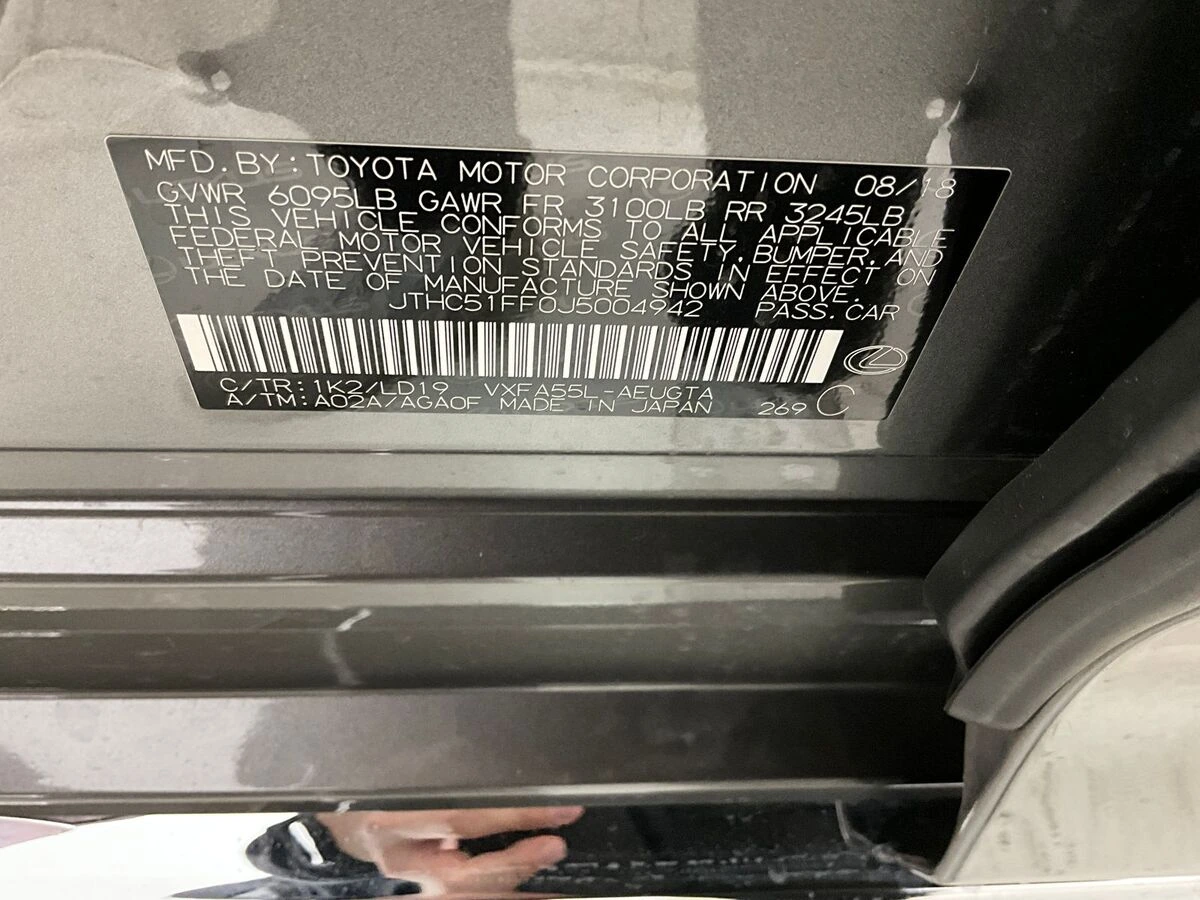 MFD. BY: TOYOTA MOTOR CORPORATION 08/18
GVWR 6095LB GAWR FR 3100LB RR 3245LB
THIS VEHICLE CONFORMS TO ALL APPLICABLE
FEDERAL MOTOR VEHICLE SAFETY, BUMPER, AND
THEFT PREVENTION STANDARDS IN EFFECT ON
THE DATE OF MANUFACTURE SHOWN ABOVE.
JTHC51FF0J5004942 PASS. CAR
C/TR: 1K2/LD19 VXFA55L-AEUGTA
A/TM: A02A/AGA0F MADE IN JAPAN 269 C